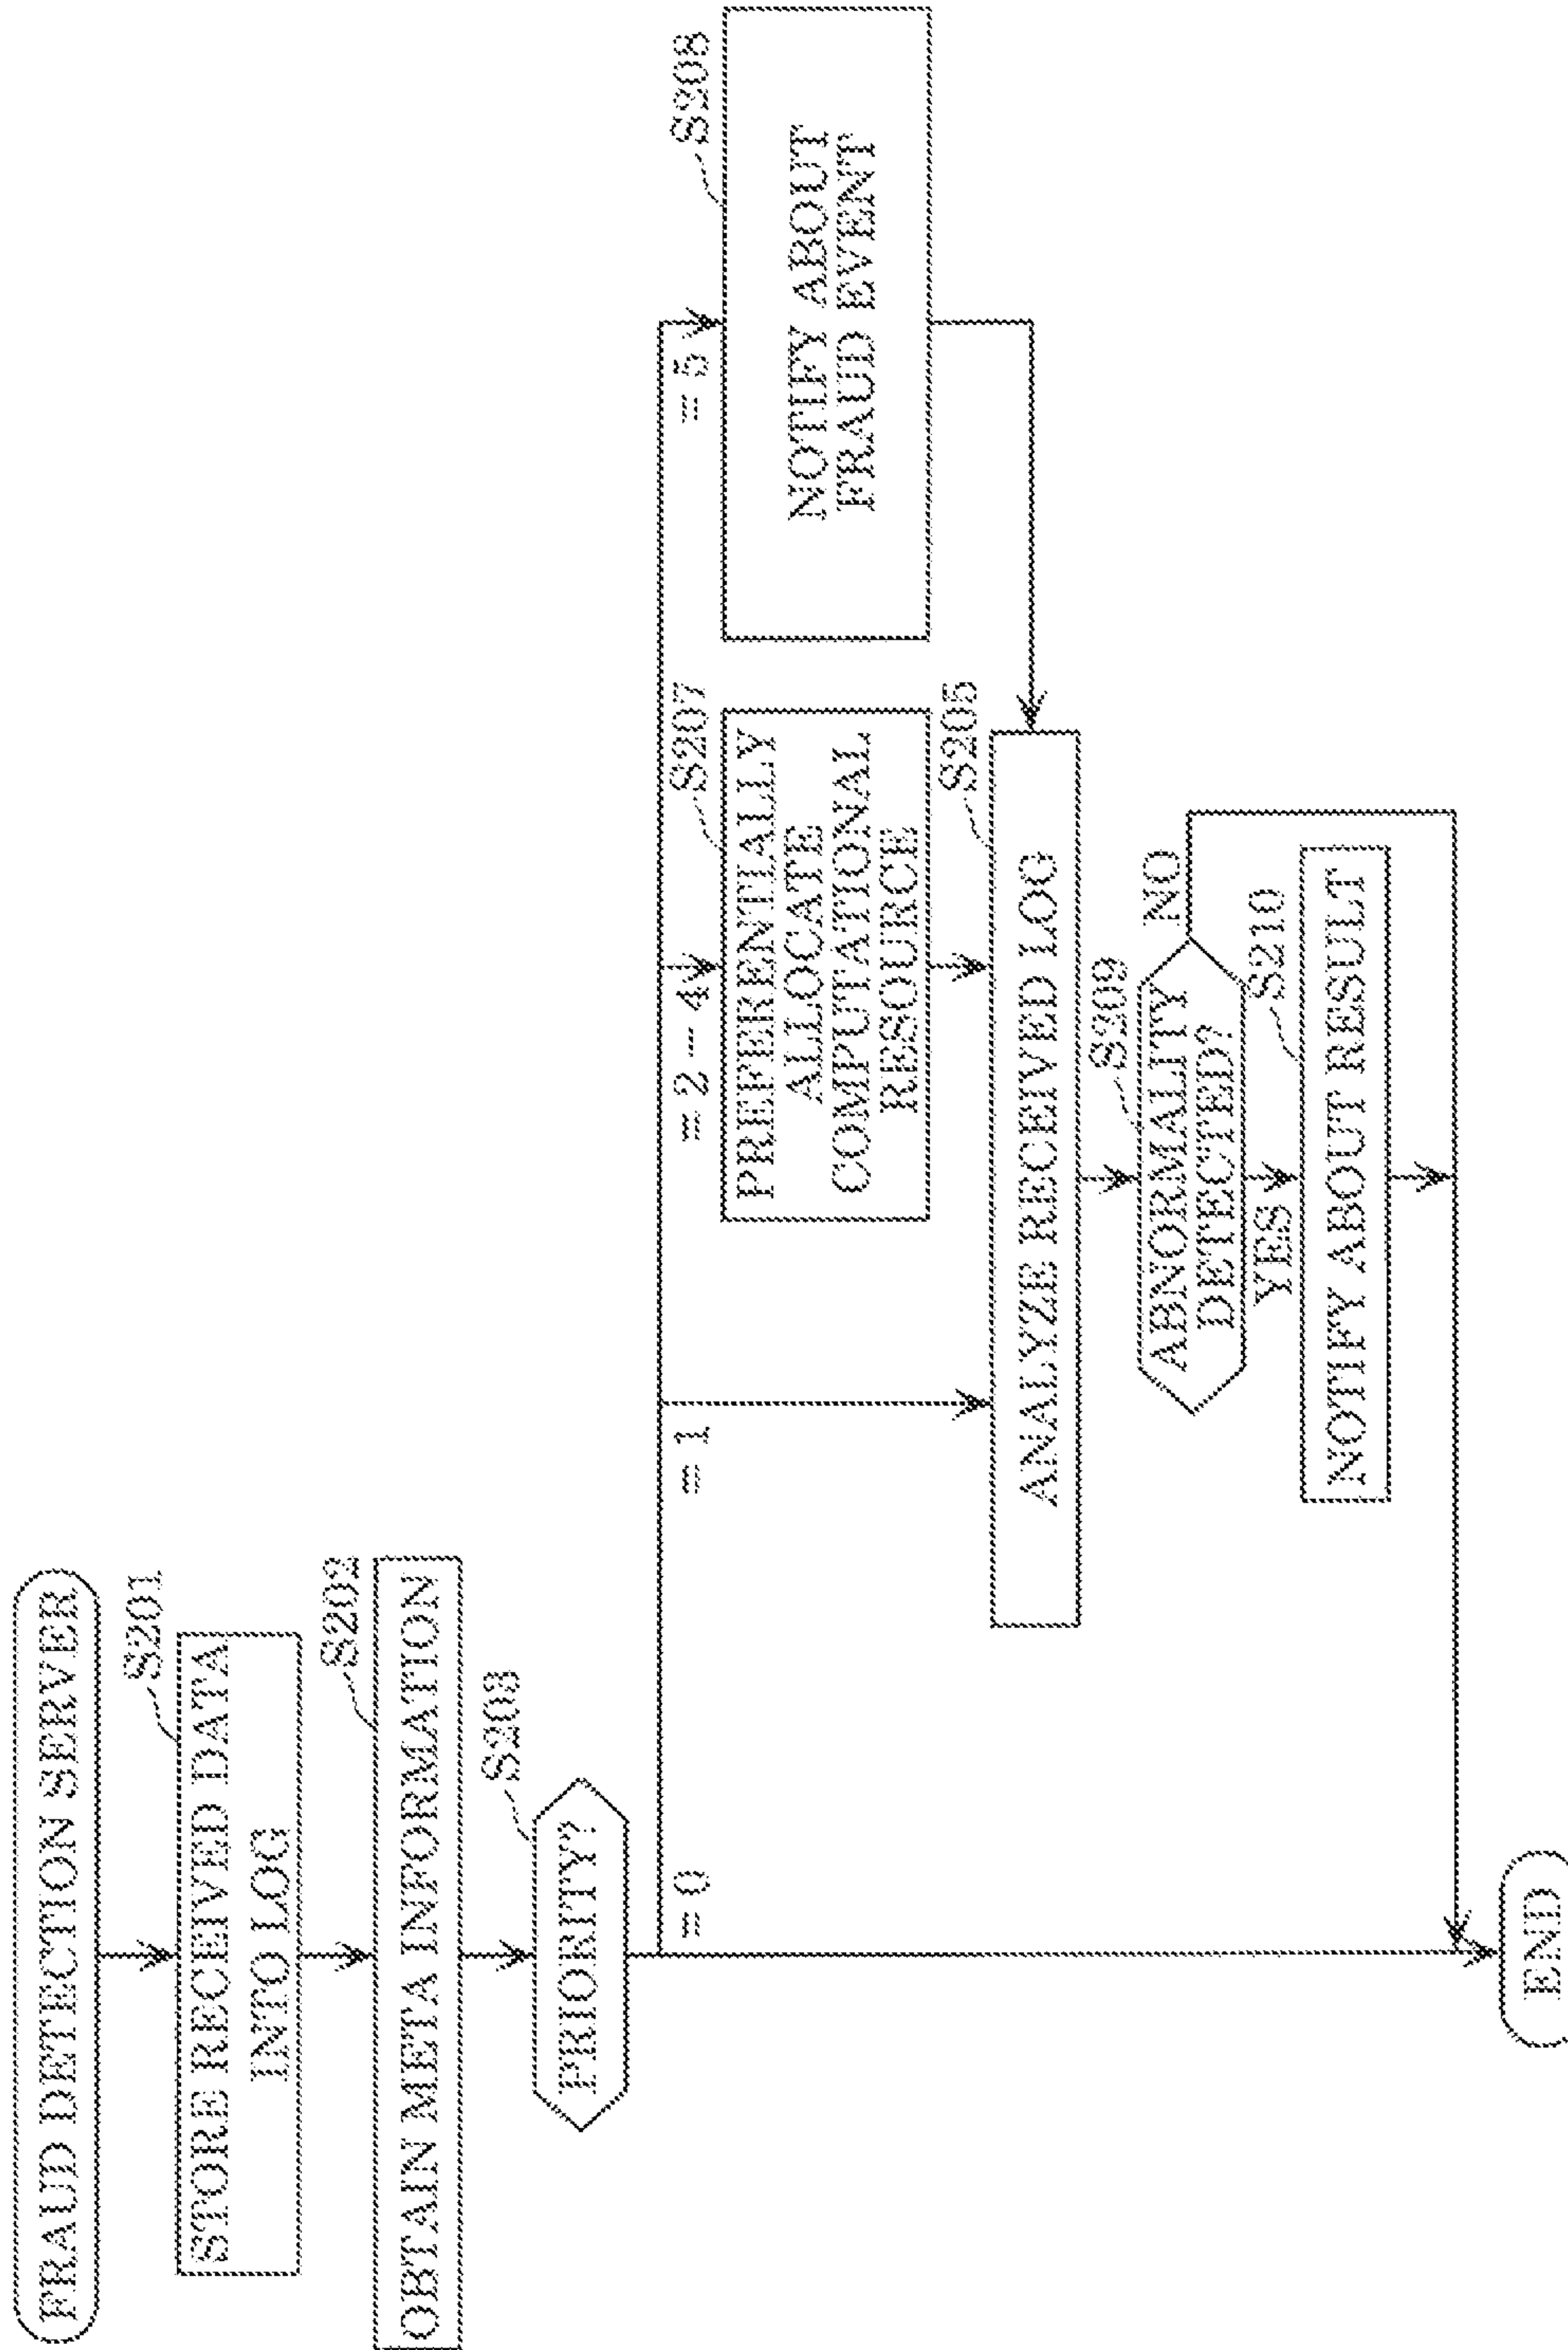 FRAUD DETECTION SERVER
S201
STORE RECEIVED DATA
INTO LOG
S202
OBTAIN META INFORMATION
S203
PRIORITY?
= 0
= 1
= 2 - 4
= 5
S207
PREFERENTIALLY
ALLOCATE
COMPUTATIONAL
RESOURCE
S208
NOTIFY ABOUT
FRAUD EVENT
S205
ANALYZE RECEIVED LOG
S209
ABNORMALITY
DETECTED?
NO
YES
S210
NOTIFY ABOUT RESULT
END